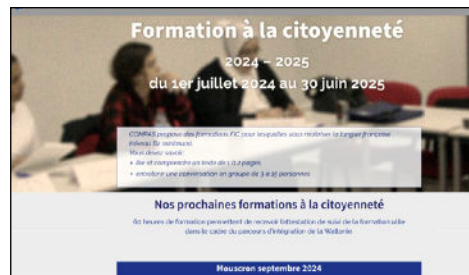 Formation à la citoyenneté
2024 – 2025
du 1er juillet 2024 au 30 juin 2025
COMPAS propose des formations FIC pour lesquelles vous maîtrisez la langue française
(niveau B1 minimum).
Vous devez savoir:
• lire et comprendre un texte de 1 à 2 pages
• entretenir une conversation en groupe de 3 à 15 personnes
Nos prochaines formations à la citoyenneté
60 heures de formation permettent de recevoir l'attestation de suivi de la formation utile
dans le cadre du parcours d'intégration de la Wallonie
Mouscron septembre 2024